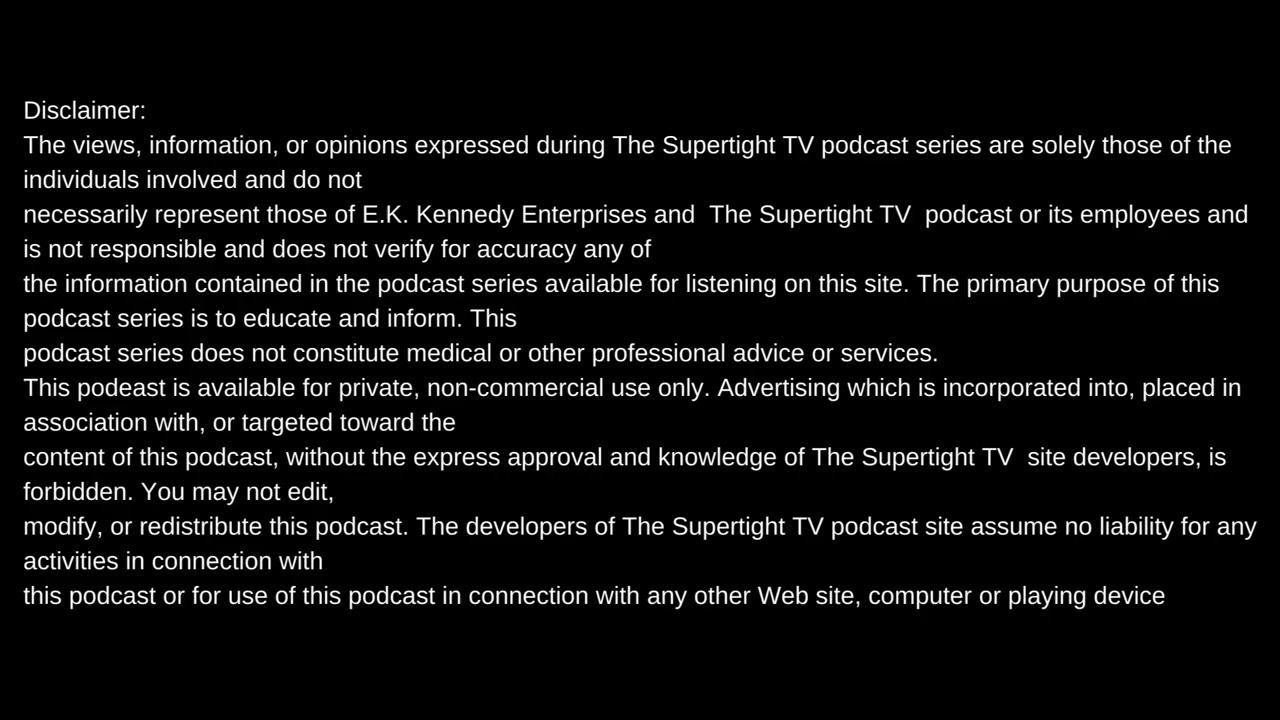 Disclaimer:
The views, information, or opinions expressed during The Supertight TV podcast series are solely those of the
individuals involved and do not
necessarily represent those of E.K. Kennedy Enterprises and  The Supertight TV  podcast or its employees and
is not responsible and does not verify for accuracy any of
the information contained in the podcast series available for listening on this site. The primary purpose of this
podcast series is to educate and inform. This
podcast series does not constitute medical or other professional advice or services.
This podeast is available for private, non-commercial use only. Advertising which is incorporated into, placed in
association with, or targeted toward the
content of this podcast, without the express approval and knowledge of The Supertight TV  site developers, is
forbidden. You may not edit,
modify, or redistribute this podcast. The developers of The Supertight TV podcast site assume no liability for any
activities in connection with
this podcast or for use of this podcast in connection with any other Web site, computer or playing device